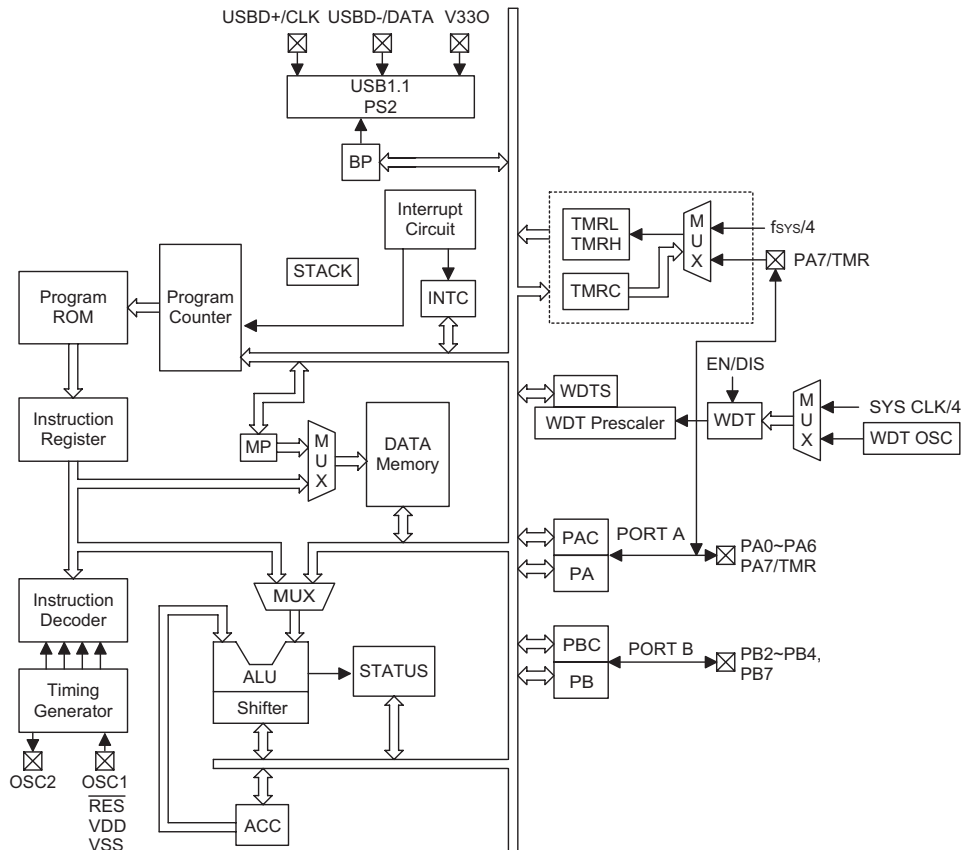 USBD+/CLK USBD-/DATA V33O
USB1.1
PS2
BP
Interrupt
Circuit
STACK
INTC
Program
ROM
Program
Counter
TMRL
TMRH
TMRC
MUX
fSYS/4
PA7/TMR
EN/DIS
WDTS
WDT Prescaler
WDT
MUX
SYS CLK/4
WDT OSC
Instruction
Register
MP
MUX
DATA
Memory
PAC
PA
PORT A
PA0~PA6
PA7/TMR
Instruction
Decoder
MUX
ALU
Shifter
STATUS
PBC
PB
PORT B
PB2~PB4,
PB7
Timing
Generator
OSC2
OSC1
RES
VDD
VSS
ACC